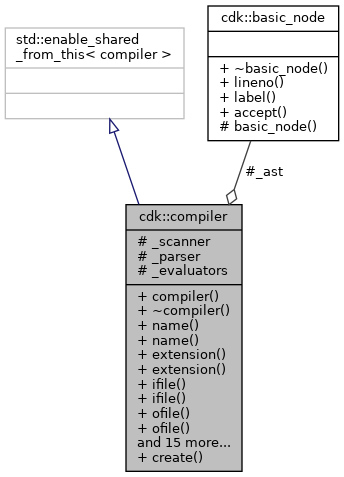 std::enable_shared
_from_this< compiler >
cdk::basic_node
+ ~basic_node()
+ lineno()
+ label()
+ accept()
# basic_node()
#_ast
cdk::compiler
# _scanner
# _parser
# _evaluators
+ compiler()
+ ~compiler()
+ name()
+ name()
+ extension()
+ extension()
+ ifile()
+ ifile()
+ ofile()
+ ofile()
and 15 more...
+ create()